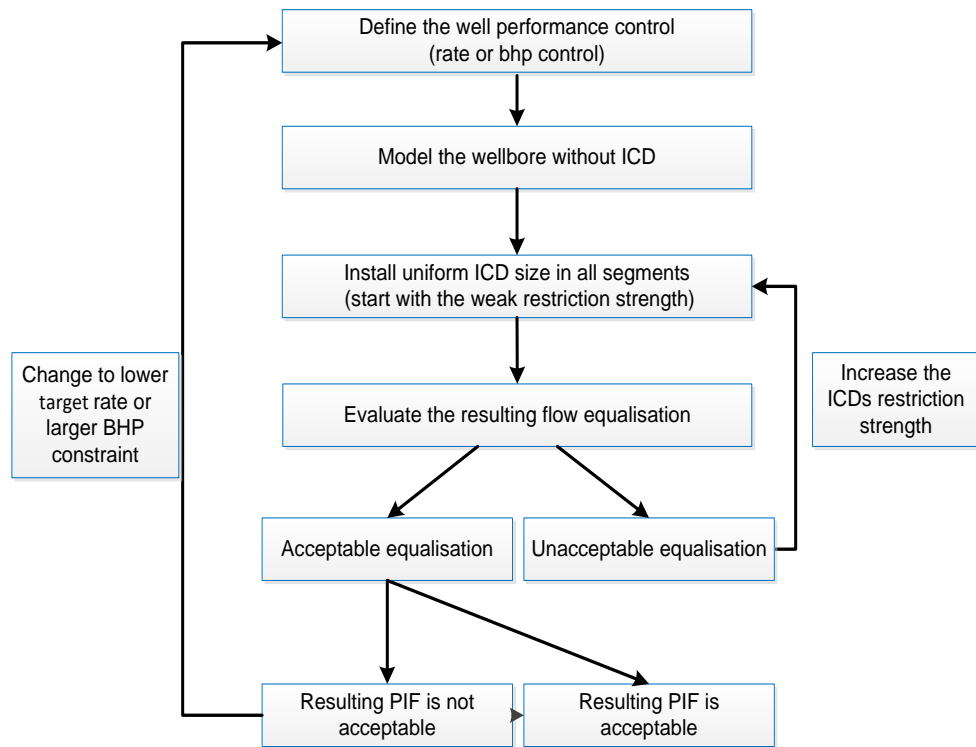 Define the well performance control
(rate or bhp control)
Model the wellbore without ICD
Install uniform ICD size in all segments
(start with the weak restriction strength)
Change to lower
target rate or
larger BHP
constraint
Increase the
ICDs restriction
strength
Evaluate the resulting flow equalisation
Acceptable equalisation
Unacceptable equalisation
Resulting PIF is not
acceptable
Resulting PIF is
acceptable